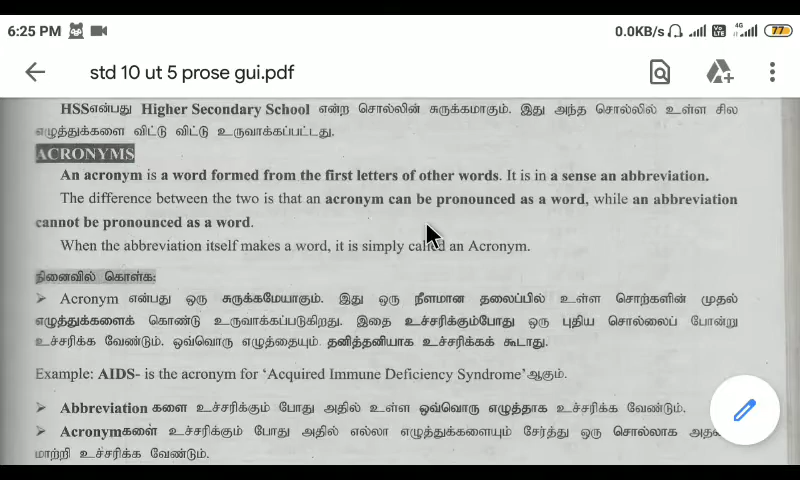 6:25 PM 0.0KB/s Vo LTE 4G 77
std 10 ut 5 prose gui.pdf
HSSஎன்பது Higher Secondary School என்ற சொல்லின் சுருக்கமாகும். இது அந்த சொல்லில் உள்ள சில
எழுத்துக்களை விட்டு விட்டு உருவாக்கப்பட்டது.
ACRONYMS
An acronym is a word formed from the first letters of other words. It is in a sense an abbreviation.
The difference between the two is that an acronym can be pronounced as a word, while an abbreviation
cannot be pronounced as a word.
When the abbreviation itself makes a word, it is simply called an Acronym.
நினைவில் கொள்க:
➢ Acronym என்பது ஒரு சுருக்கமேயாகும். இது ஒரு நீளமான தலைப்பில் உள்ள சொற்களின் முதல்
எழுத்துக்களைக் கொண்டு உருவாக்கப்படுகிறது. இதை உச்சரிக்கும்போது ஒரு புதிய சொல்லைப் போன்று
உச்சரிக்க வேண்டும். ஒவ்வொரு எழுத்தையும் தனித்தனியாக உச்சரிக்கக் கூடாது.
Example: AIDS- is the acronym for ‘Acquired Immune Deficiency Syndrome’ஆகும்.
➢ Abbreviation களை உச்சரிக்கும் போது அதில் உள்ள ஒவ்வொரு எழுத்தாக உச்சரிக்க வேண்டும்.
➢ Acronymகளை உச்சரிக்கும் போது அதில் எல்லா எழுத்துக்களையும் சேர்த்து ஒரு சொல்லாக
மாற்றி உச்சரிக்க வேண்டும்.